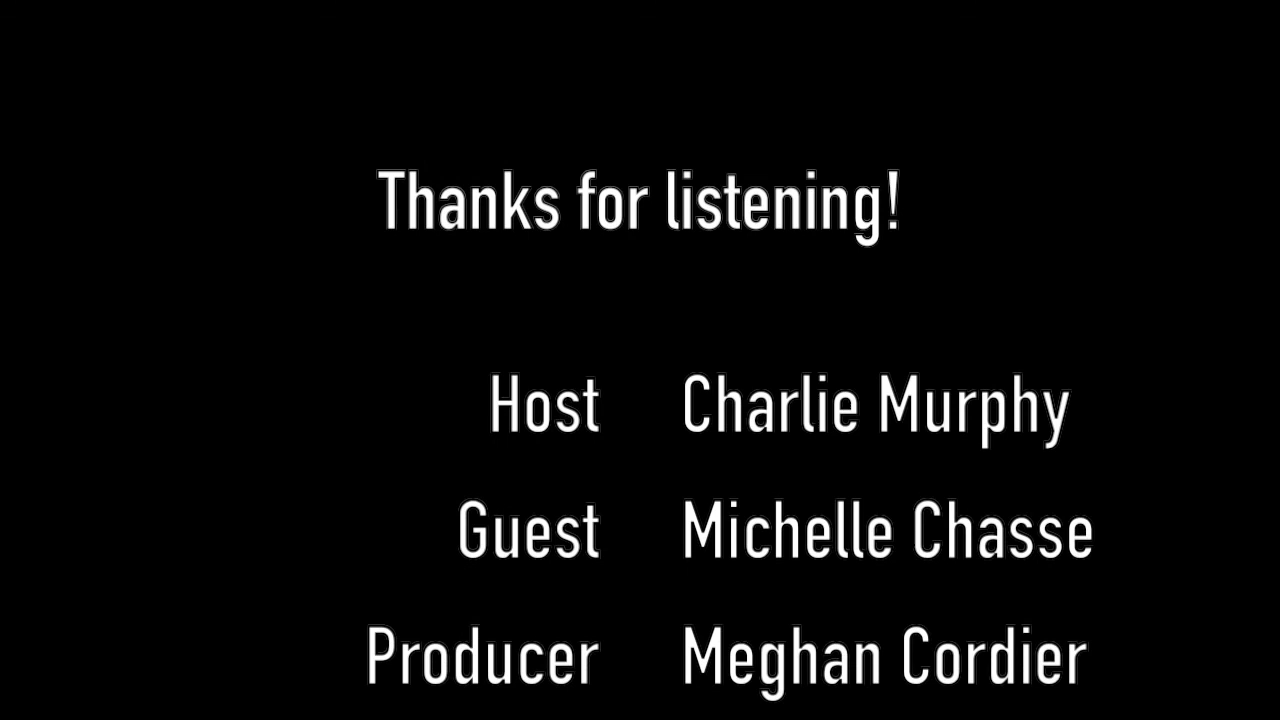 Thanks for listening!
Host Charlie Murphy
Guest Michelle Chasse
Producer Meghan Cordier